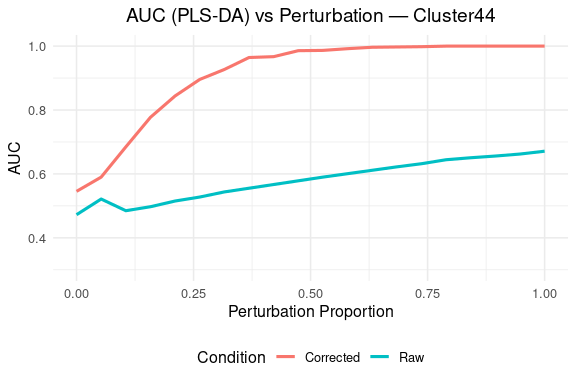 AUC (PLS-DA) vs Perturbation — Cluster44
AUC
1.0
0.8
0.6
0.4
0.00 0.25 0.50 0.75 1.00
Perturbation Proportion
Condition Corrected Raw